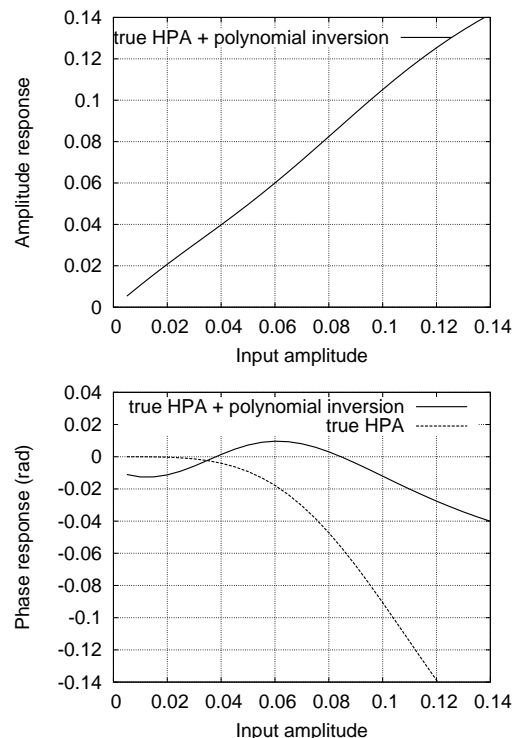 0.14
true HPA + polynomial inversion
0.12
0.1
0.08
0.06
0.04
0.02
0
Amplitude response
0 0.02 0.04 0.06 0.08 0.1 0.12 0.14
Input amplitude
0.04
true HPA + polynomial inversion
true HPA
0.02
0
-0.02
-0.04
-0.06
-0.08
-0.1
-0.12
-0.14
Phase response (rad)
0 0.02 0.04 0.06 0.08 0.1 0.12 0.14
Input amplitude